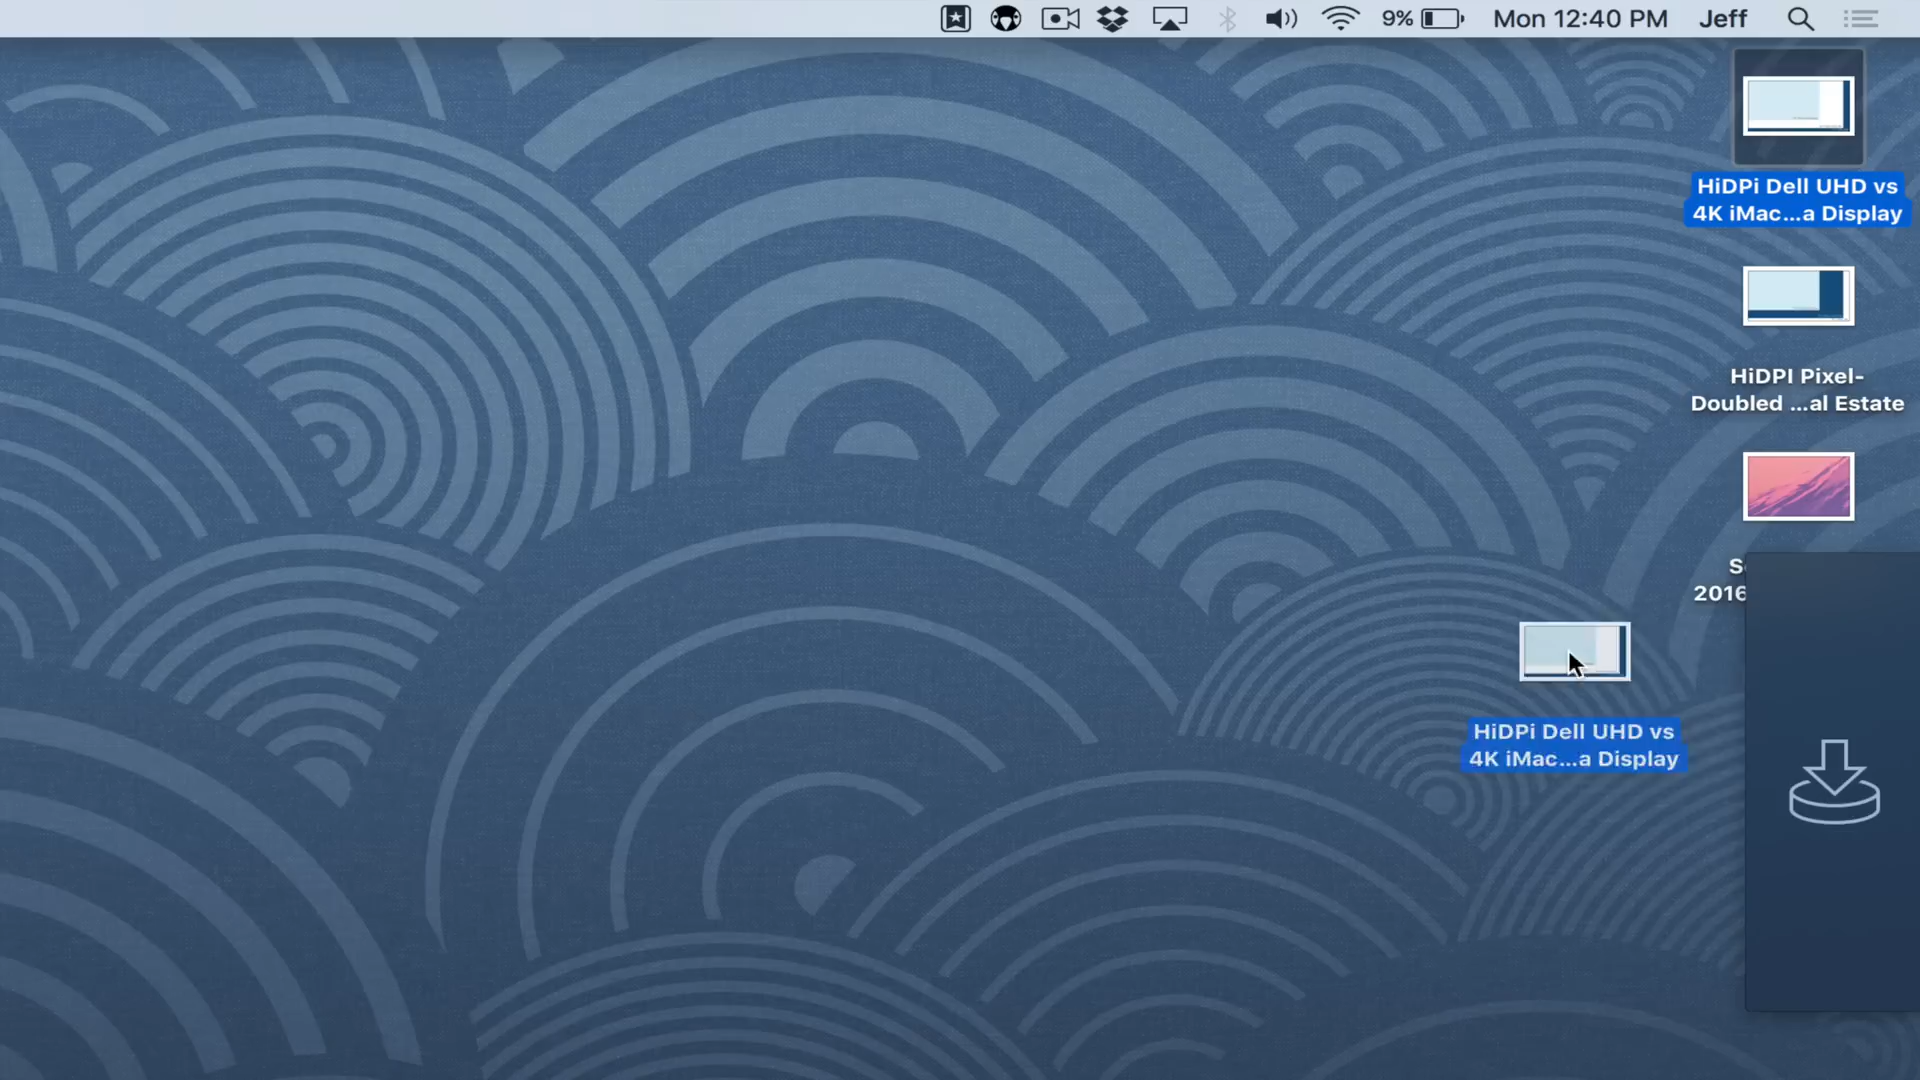 9%
Mon 12:40 PM
Jeff
HiDPi Dell UHD vs
4K iMac...a Display
HiDPI Pixel-
Doubled ...al Estate
2016
HiDPi Dell UHD vs
4K iMac...a Display